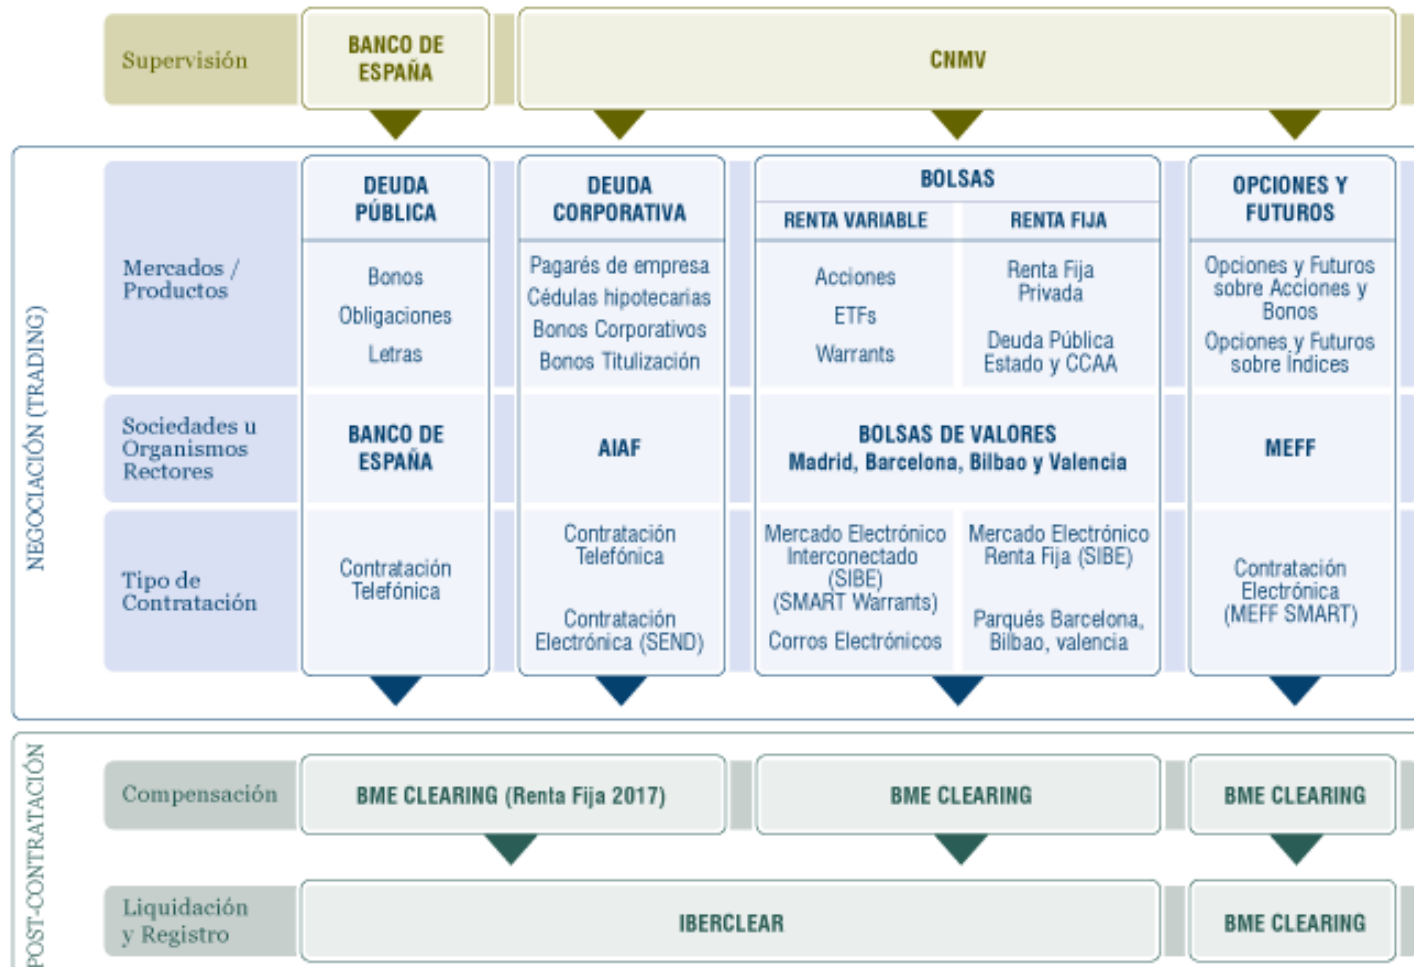 Supervisión
BANCO DE
ESPAÑA
CNMV
NEGOCIACIÓN (TRADING)
Mercados /
Productos
DEUDA
PÚBLICA
Bonos
Obligaciones
Letras
DEUDA
CORPORATIVA
Pagarés de empresa
Cédulas hipotecarias
Bonos Corporativos
Bonos Titulización
BOLSAS
RENTA VARIABLE
Acciones
ETFs
Warrants
RENTA FIJA
Renta Fija
Privada
Deuda Pública
Estado y CCAA
OPCIONES Y
FUTUROS
Opciones y Futuros
sobre Acciones y
Bonos
Opciones y Futuros
sobre Índices
Sociedades u
Organismos
Rectores
BANCO DE
ESPAÑA
AIAF
BOLSAS DE VALORES
Madrid, Barcelona, Bilbao y Valencia
MEFF
Tipo de
Contratación
Contratación
Telefónica
Contratación
Telefónica
Contratación
Electrónica (SEND)
Mercado Electrónico
Interconectado
(SIBE)
(SMART Warrants)
Corros Electrónicos
Mercado Electrónico
Renta Fija (SIBE)
Parqués Barcelona,
Bilbao, valencia
Contratación
Electrónica
(MEFF SMART)
POST-CONTRATACIÓN
Compensación
BME CLEARING (Renta Fija 2017)
BME CLEARING
BME CLEARING
Liquidación
y Registro
IBERCLEAR
BME CLEARING